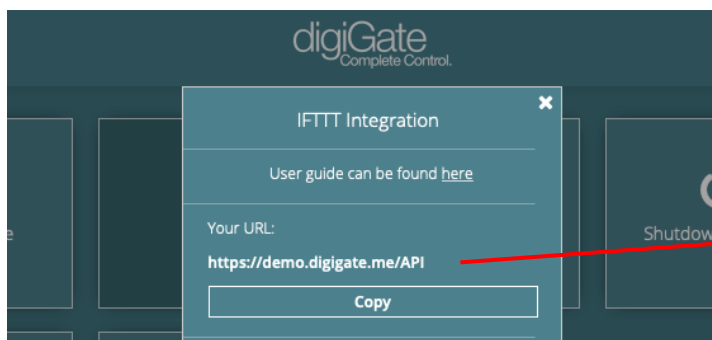 digiGate
Complete Control.
IFTTT Integration
User guide can be found here
Your URL:
https://demo.digigate.me/API
Copy
Shutdow